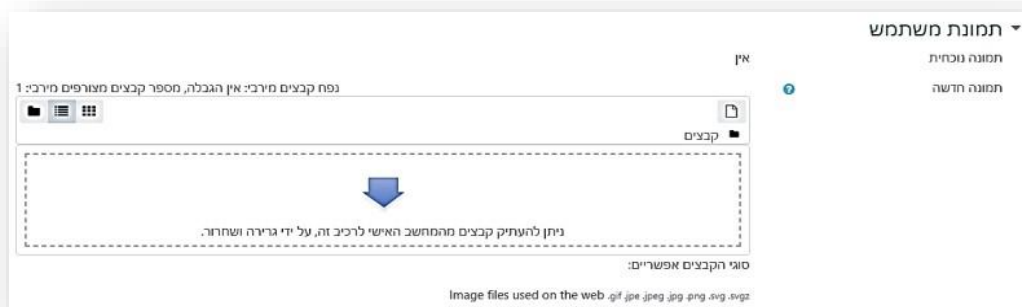 תמונת משתמש
תמונה נוכחית
אין
תמונה חדשה
נפח קבצים מירבי: אין הגבלה, מספר קבצים מצורפים מירבי: 1
קבצים
ניתן להעתיק קבצים מהמחשב האישי לרכיב זה, על ידי גרירה ושחרור.
סוגי הקבצים אפשריים:
Image files used on the web .gif .jpe .jpeg .jpg .png .svg .svgz